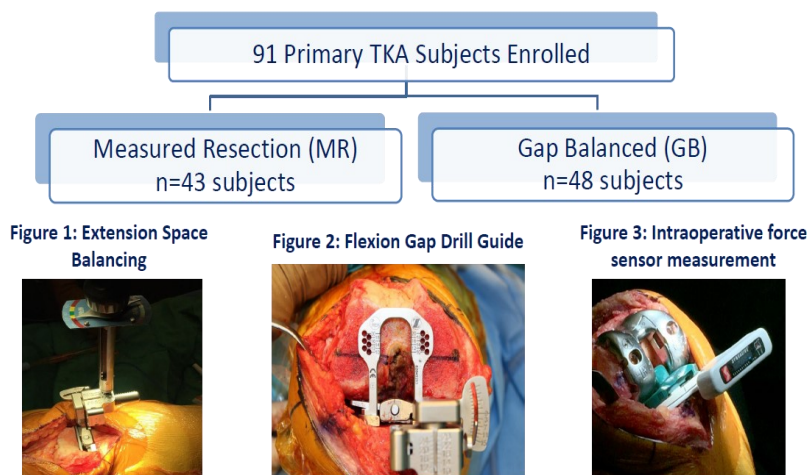 91 Primary TKA Subjects Enrolled
Measured Resection (MR)
n=43 subjects
Gap Balanced (GB)
n=48 subjects
Figure 1: Extension Space
Balancing
Figure 2: Flexion Gap Drill Guide
Figure 3: Intraoperative force
sensor measurement